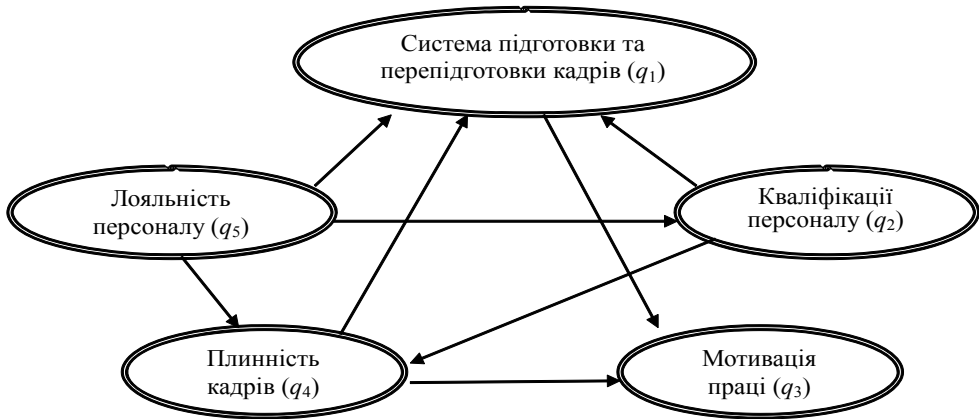 Система підготовки та
перепідготовки кадрів (q₁)
Лояльність
персоналу (q₅)
Кваліфікації
персоналу (q₂)
Плинність
кадрів (q₄)
Мотивація
праці (q₃)